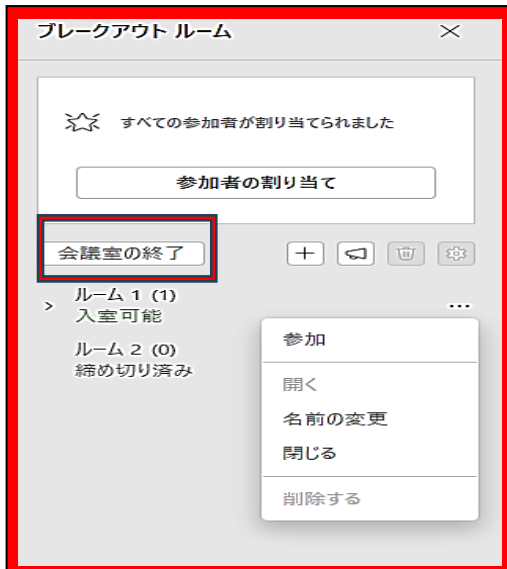 ブレークアウト ルーム
すべての参加者が割り当てられました
参加者の割り当て
会議室の終了
ルーム 1 (1)
入室可能
ルーム 2 (0)
締め切り済み
参加
開く
名前の変更
閉じる
削除する